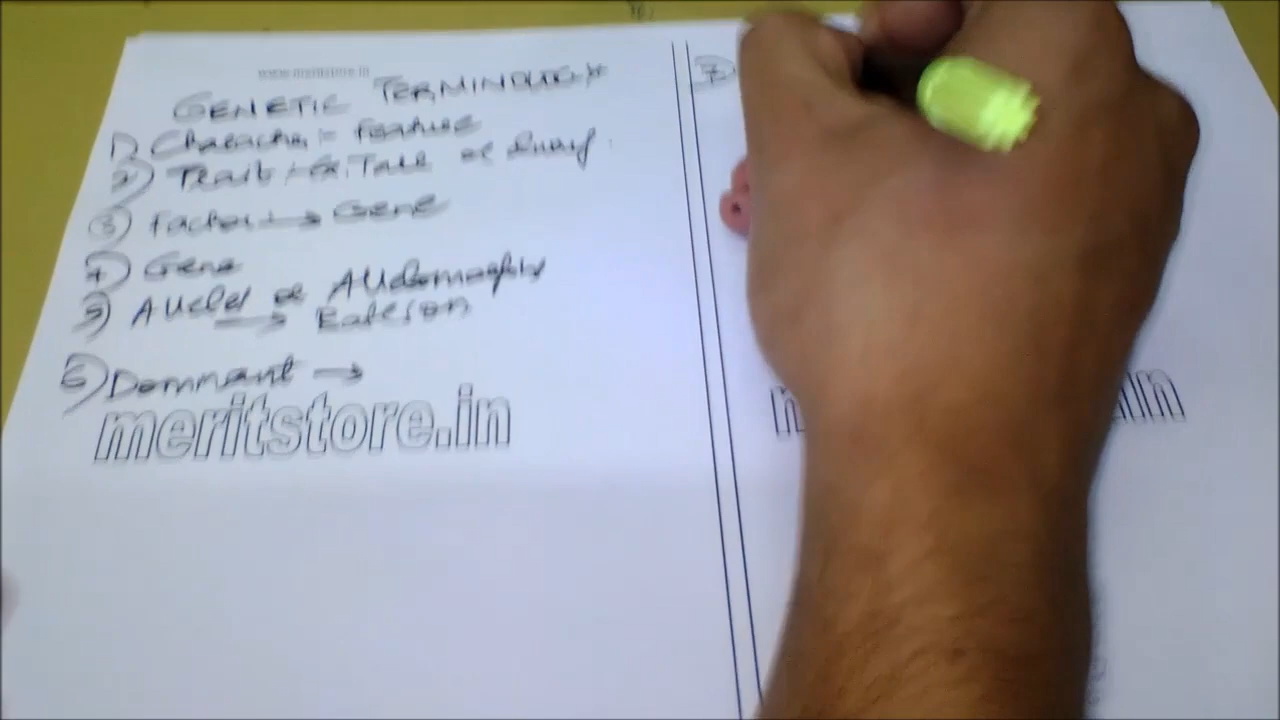 www.meritstore.in
GENETIC TERMINOLOGY
1) Character :- Feature
2) Trait :- Ex: Tall or dwarf
③ Factor → Gene
4) Gene
5) Allele or Allelomorphs
→ Bateson
6) Dominant →
meritstore.in
7